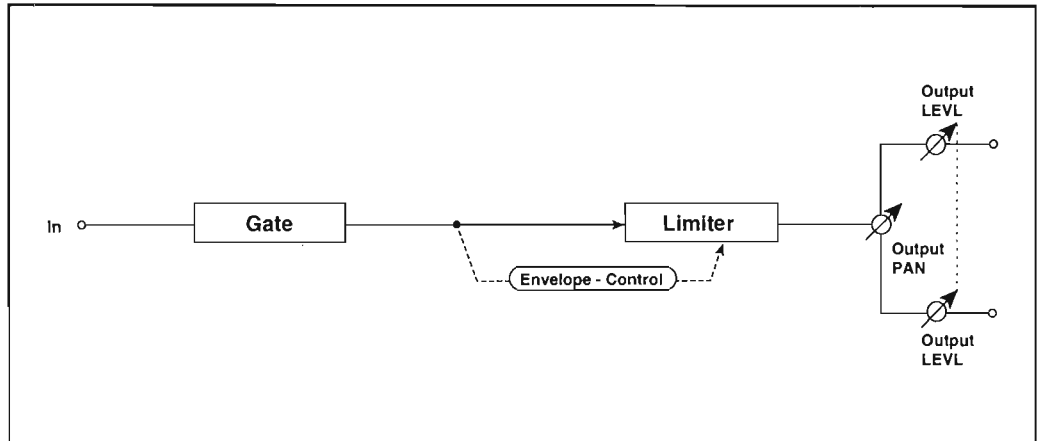 Output
LEVL
In
Gate
Limiter
Output
PAN
Envelope - Control
Output
LEVL